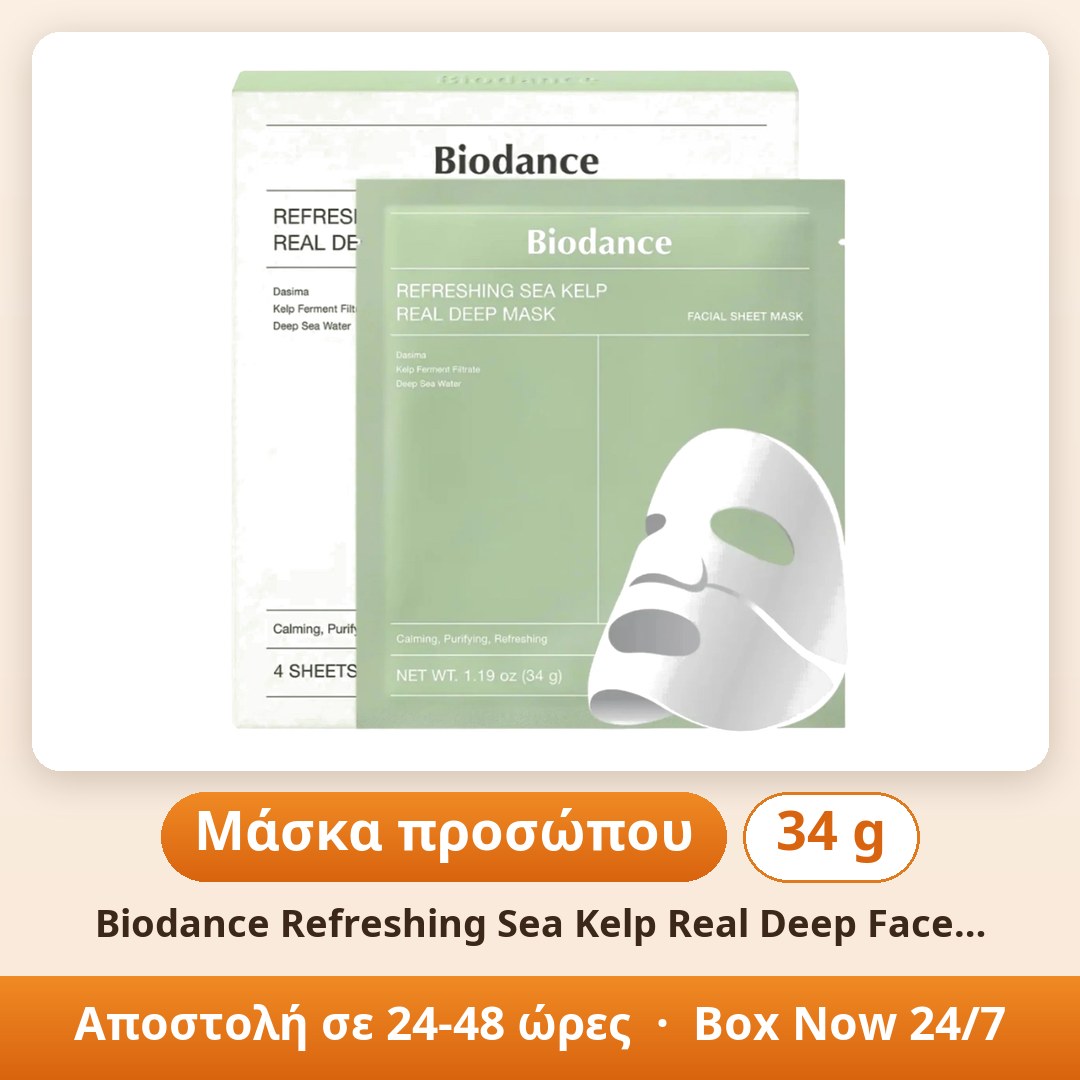 Biodance
Biodance
REFRESI
REAL DE
Dasima
Kelp Ferment Filt
Deep Sea Water
Calming, Purify
4 SHEETS
Biodance
REFRESHING SEA KELP
REAL DEEP MASK
FACIAL SHEET MASK
Dasima
Kelp Ferment Filtrate
Deep Sea Water
Calming, Purifying, Refreshing
NET WT. 1.19 oz (34 g)
Μάσκα προσώπου
34 g
Biodance Refreshing Sea Kelp Real Deep Face...
Αποστολή σε 24-48 ώρες · Box Now 24/7